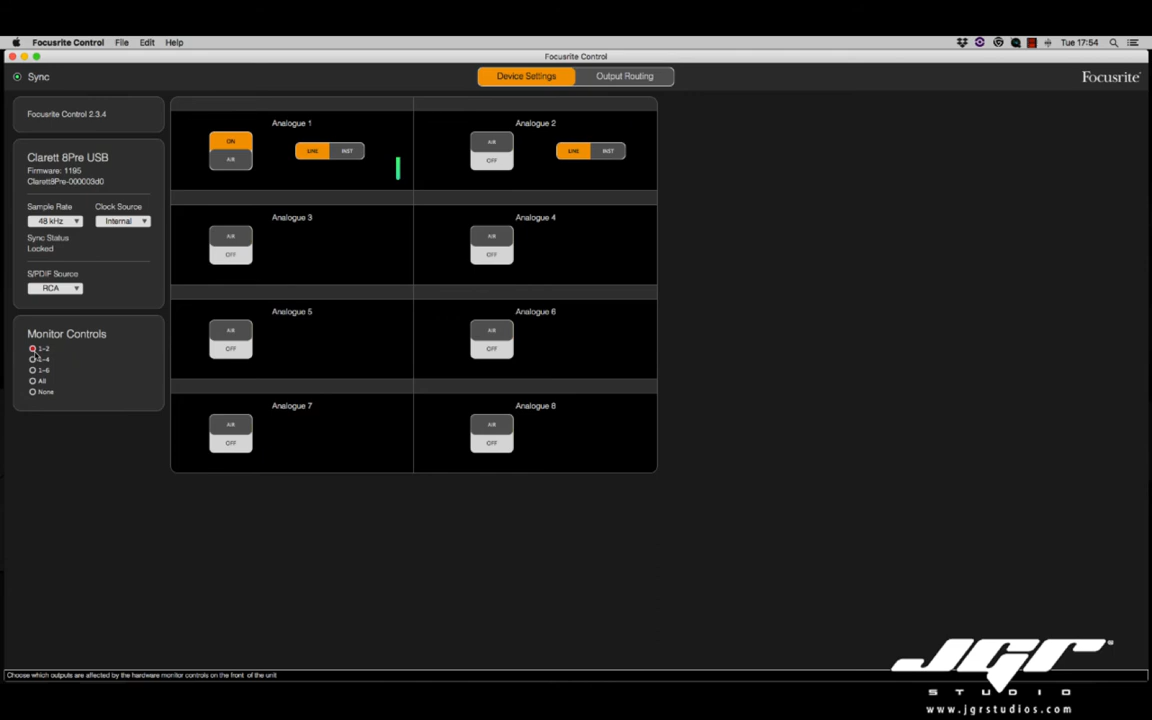 Focusrite Control File Edit Help Tue 17:54
Focusrite Control
Sync
Device Settings Output Routing
Focusrite
Focusrite Control 2.3.4
Clarett 8Pre USB
Firmware: 1195
Clarett8Pre-000003d0
Sample Rate Clock Source
48 kHz Internal
Sync Status
Locked
S/PDIF Source
RCA
Monitor Controls
1-2
1-4
1-6
All
None
Analogue 1
ON
AIR
LINE INST
Analogue 2
AIR
OFF
LINE INST
Analogue 3
AIR
OFF
Analogue 4
AIR
OFF
Analogue 5
AIR
OFF
Analogue 6
AIR
OFF
Analogue 7
AIR
OFF
Analogue 8
AIR
OFF
Choose which outputs are affected by the hardware monitor controls on the front of the unit
JGR
STUDIO
www.jgrstudios.com